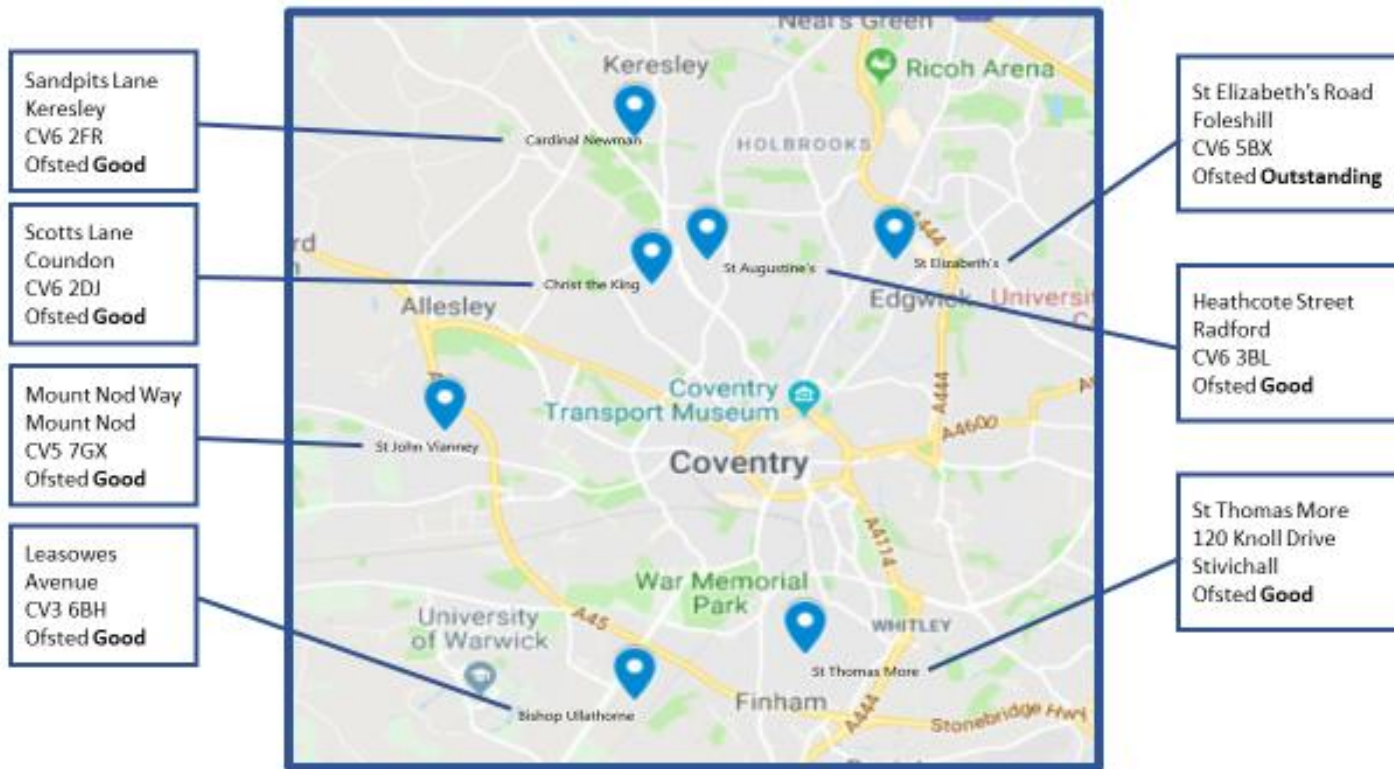 Sandpits Lane
Keresley
CV6 2FR
Ofsted Good
Scotts Lane
Coundon
CV6 2DJ
Ofsted Good
Mount Nod Way
Mount Nod
CV5 7GX
Ofsted Good
Leasowes
Avenue
CV3 6BH
Ofsted Good
Neal's Green
Keresley
Ricoh Arena
Cardinal Newman
HOLBROOKS
A444
St Augustine's
St Elizabeth's
Christ the King
Edgwick
Allesley
Coventry
Transport Museum
A444
A4600
St John Vianney
Coventry
A4114
War Memorial
Park
University
of Warwick
A45
WHITLEY
St Thomas More
Bishop Ullathorne
Finham
A444
Stonebridge Hwy
St Elizabeth's Road
Foleshill
CV6 5BX
Ofsted Outstanding
Heathcote Street
Radford
CV6 3BL
Ofsted Good
St Thomas More
120 Knoll Drive
Stivichall
Ofsted Good